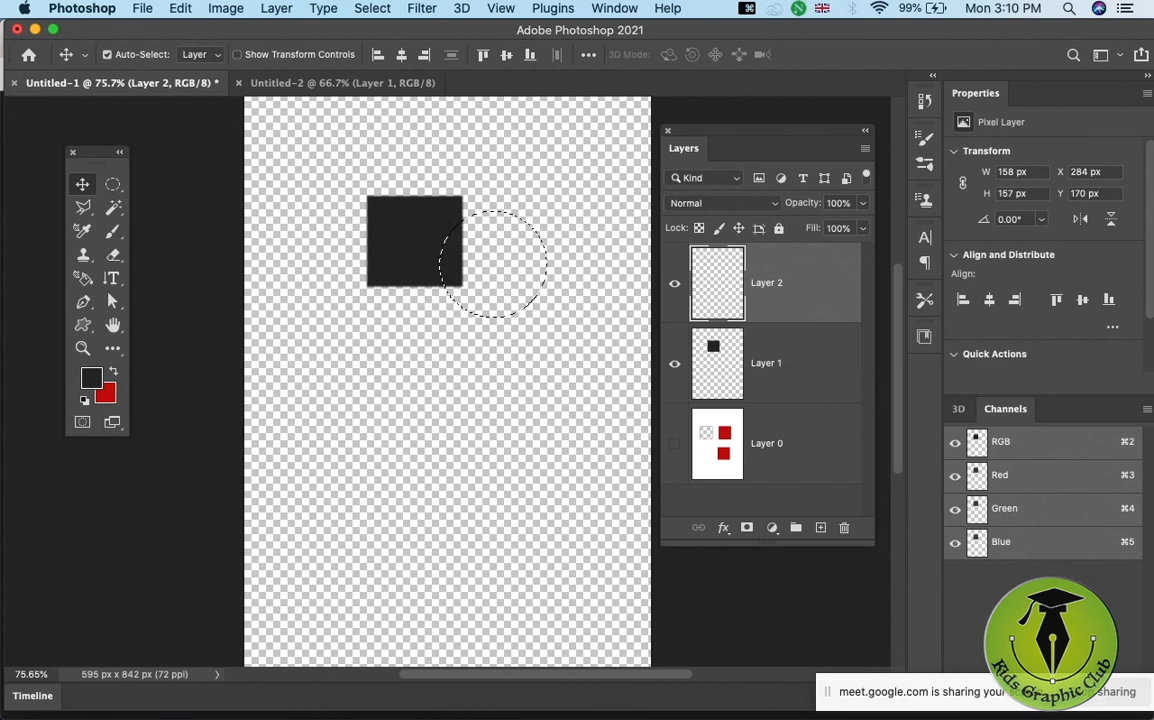 Photoshop File Edit Image Layer Type Select Filter 3D View Plugins Window Help 99% Mon 3:10 PM
Adobe Photoshop 2021
Auto-Select: Layer Show Transform Controls 3D Mode:
Untitled-1 @ 75.7% (Layer 2, RGB/8) * Untitled-2 @ 66.7% (Layer 1, RGB/8)
Properties
Pixel Layer
Transform
W 158 px X 284 px
H 157 px Y 170 px
0.00°
Align and Distribute
Align:
Quick Actions
Layers
Kind
Normal Opacity: 100%
Lock: Fill: 100%
Layer 2
Layer 1
Layer 0
fx
3D Channels
RGB ⌘2
Red ⌘3
Green ⌘4
Blue ⌘5
75.65% 595 px x 842 px (72 ppi)
Timeline
meet.google.com is sharing your sharing
Kids Graphic Club